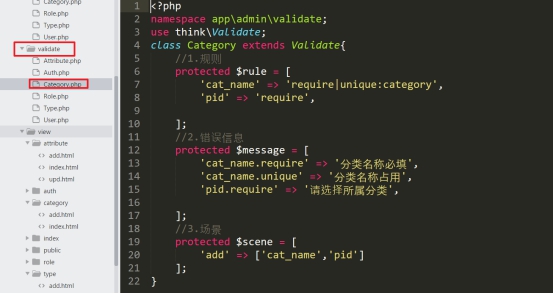 Category.php
Role.php
Type.php
User.php
validate
Attribute.php
Auth.php
Category.php
Role.php
Type.php
User.php
view
attribute
<> add.html
<> index.html
<> upd.html
auth
category
<> add.html
<> index.html
index
public
role
type
<> add.html
1 <?php
2 namespace app\admin\validate;
3 use think\Validate;
4 class Category extends Validate{
5 //1.规则
6 protected $rule = [
7 'cat_name' => 'require|unique:category',
8 'pid' => 'require',
9
10 ];
11 //2.错误信息
12 protected $message = [
13 'cat_name.require' => '分类名称必填',
14 'cat_name.unique' => '分类名称占用',
15 'pid.require' => '请选择所属分类',
16
17 ];
18 //3.场景
19 protected $scene = [
20 'add' => ['cat_name','pid']
21 ];
22 }